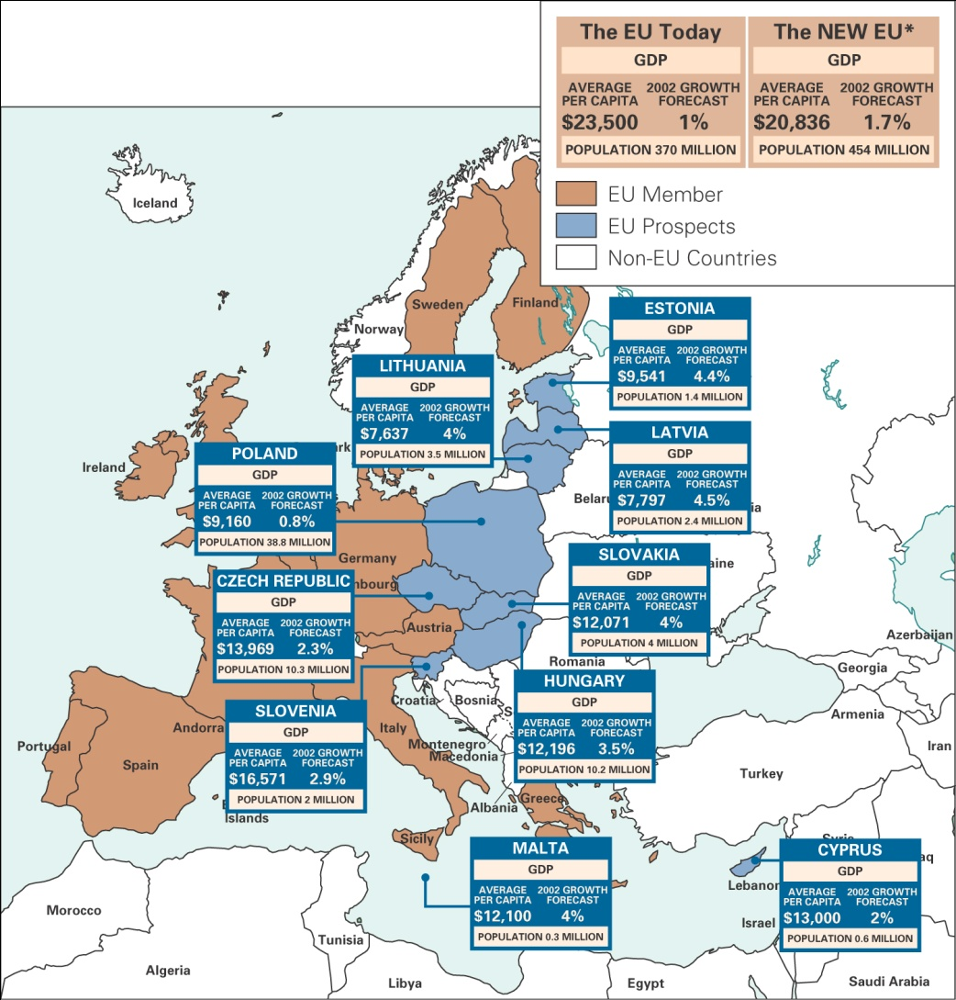 The EU Today
GDP
AVERAGE PER CAPITA
2002 GROWTH FORECAST
$23,500
1%
POPULATION 370 MILLION
The NEW EU*
GDP
AVERAGE PER CAPITA
2002 GROWTH FORECAST
$20,836
1.7%
POPULATION 454 MILLION
EU Member
EU Prospects
Non-EU Countries
Iceland
Sweden
Finland
Norway
ESTONIA
GDP
AVERAGE PER CAPITA
2002 GROWTH FORECAST
$9,541
4.4%
POPULATION 1.4 MILLION
LITHUANIA
GDP
AVERAGE PER CAPITA
2002 GROWTH FORECAST
$7,637
4%
POPULATION 3.5 MILLION
LATVIA
GDP
AVERAGE PER CAPITA
2002 GROWTH FORECAST
$7,797
4.5%
POPULATION 2.4 MILLION
POLAND
GDP
AVERAGE PER CAPITA
2002 GROWTH FORECAST
$9,160
0.8%
POPULATION 38.8 MILLION
Ireland
rk
Belaru
ia
Germany
SLOVAKIA
GDP
AVERAGE PER CAPITA
2002 GROWTH FORECAST
$12,071
4%
POPULATION 4 MILLION
aine
CZECH REPUBLIC
GDP
AVERAGE PER CAPITA
2002 GROWTH FORECAST
$13,969
2.3%
POPULATION 10.3 MILLION
nbourg
Austria
Azerbaijan
Romania
Georgia
HUNGARY
GDP
AVERAGE PER CAPITA
2002 GROWTH FORECAST
$12,196
3.5%
POPULATION 10.2 MILLION
Croatia
Bosnia
S
Armenia
SLOVENIA
GDP
AVERAGE PER CAPITA
2002 GROWTH FORECAST
$16,571
2.9%
POPULATION 2 MILLION
Andorra
Italy
Montenegro
Macedonia
Portugal
Spain
Iran
Turkey
Albania
Greece
Islands
Sicily
MALTA
GDP
AVERAGE PER CAPITA
2002 GROWTH FORECAST
$12,100
4%
POPULATION 0.3 MILLION
Syria
aq
CYPRUS
GDP
AVERAGE PER CAPITA
2002 GROWTH FORECAST
$13,000
2%
POPULATION 0.6 MILLION
Lebanon
Israel
Morocco
Tunisia
Algeria
Libya
Egypt
Saudi Arabia